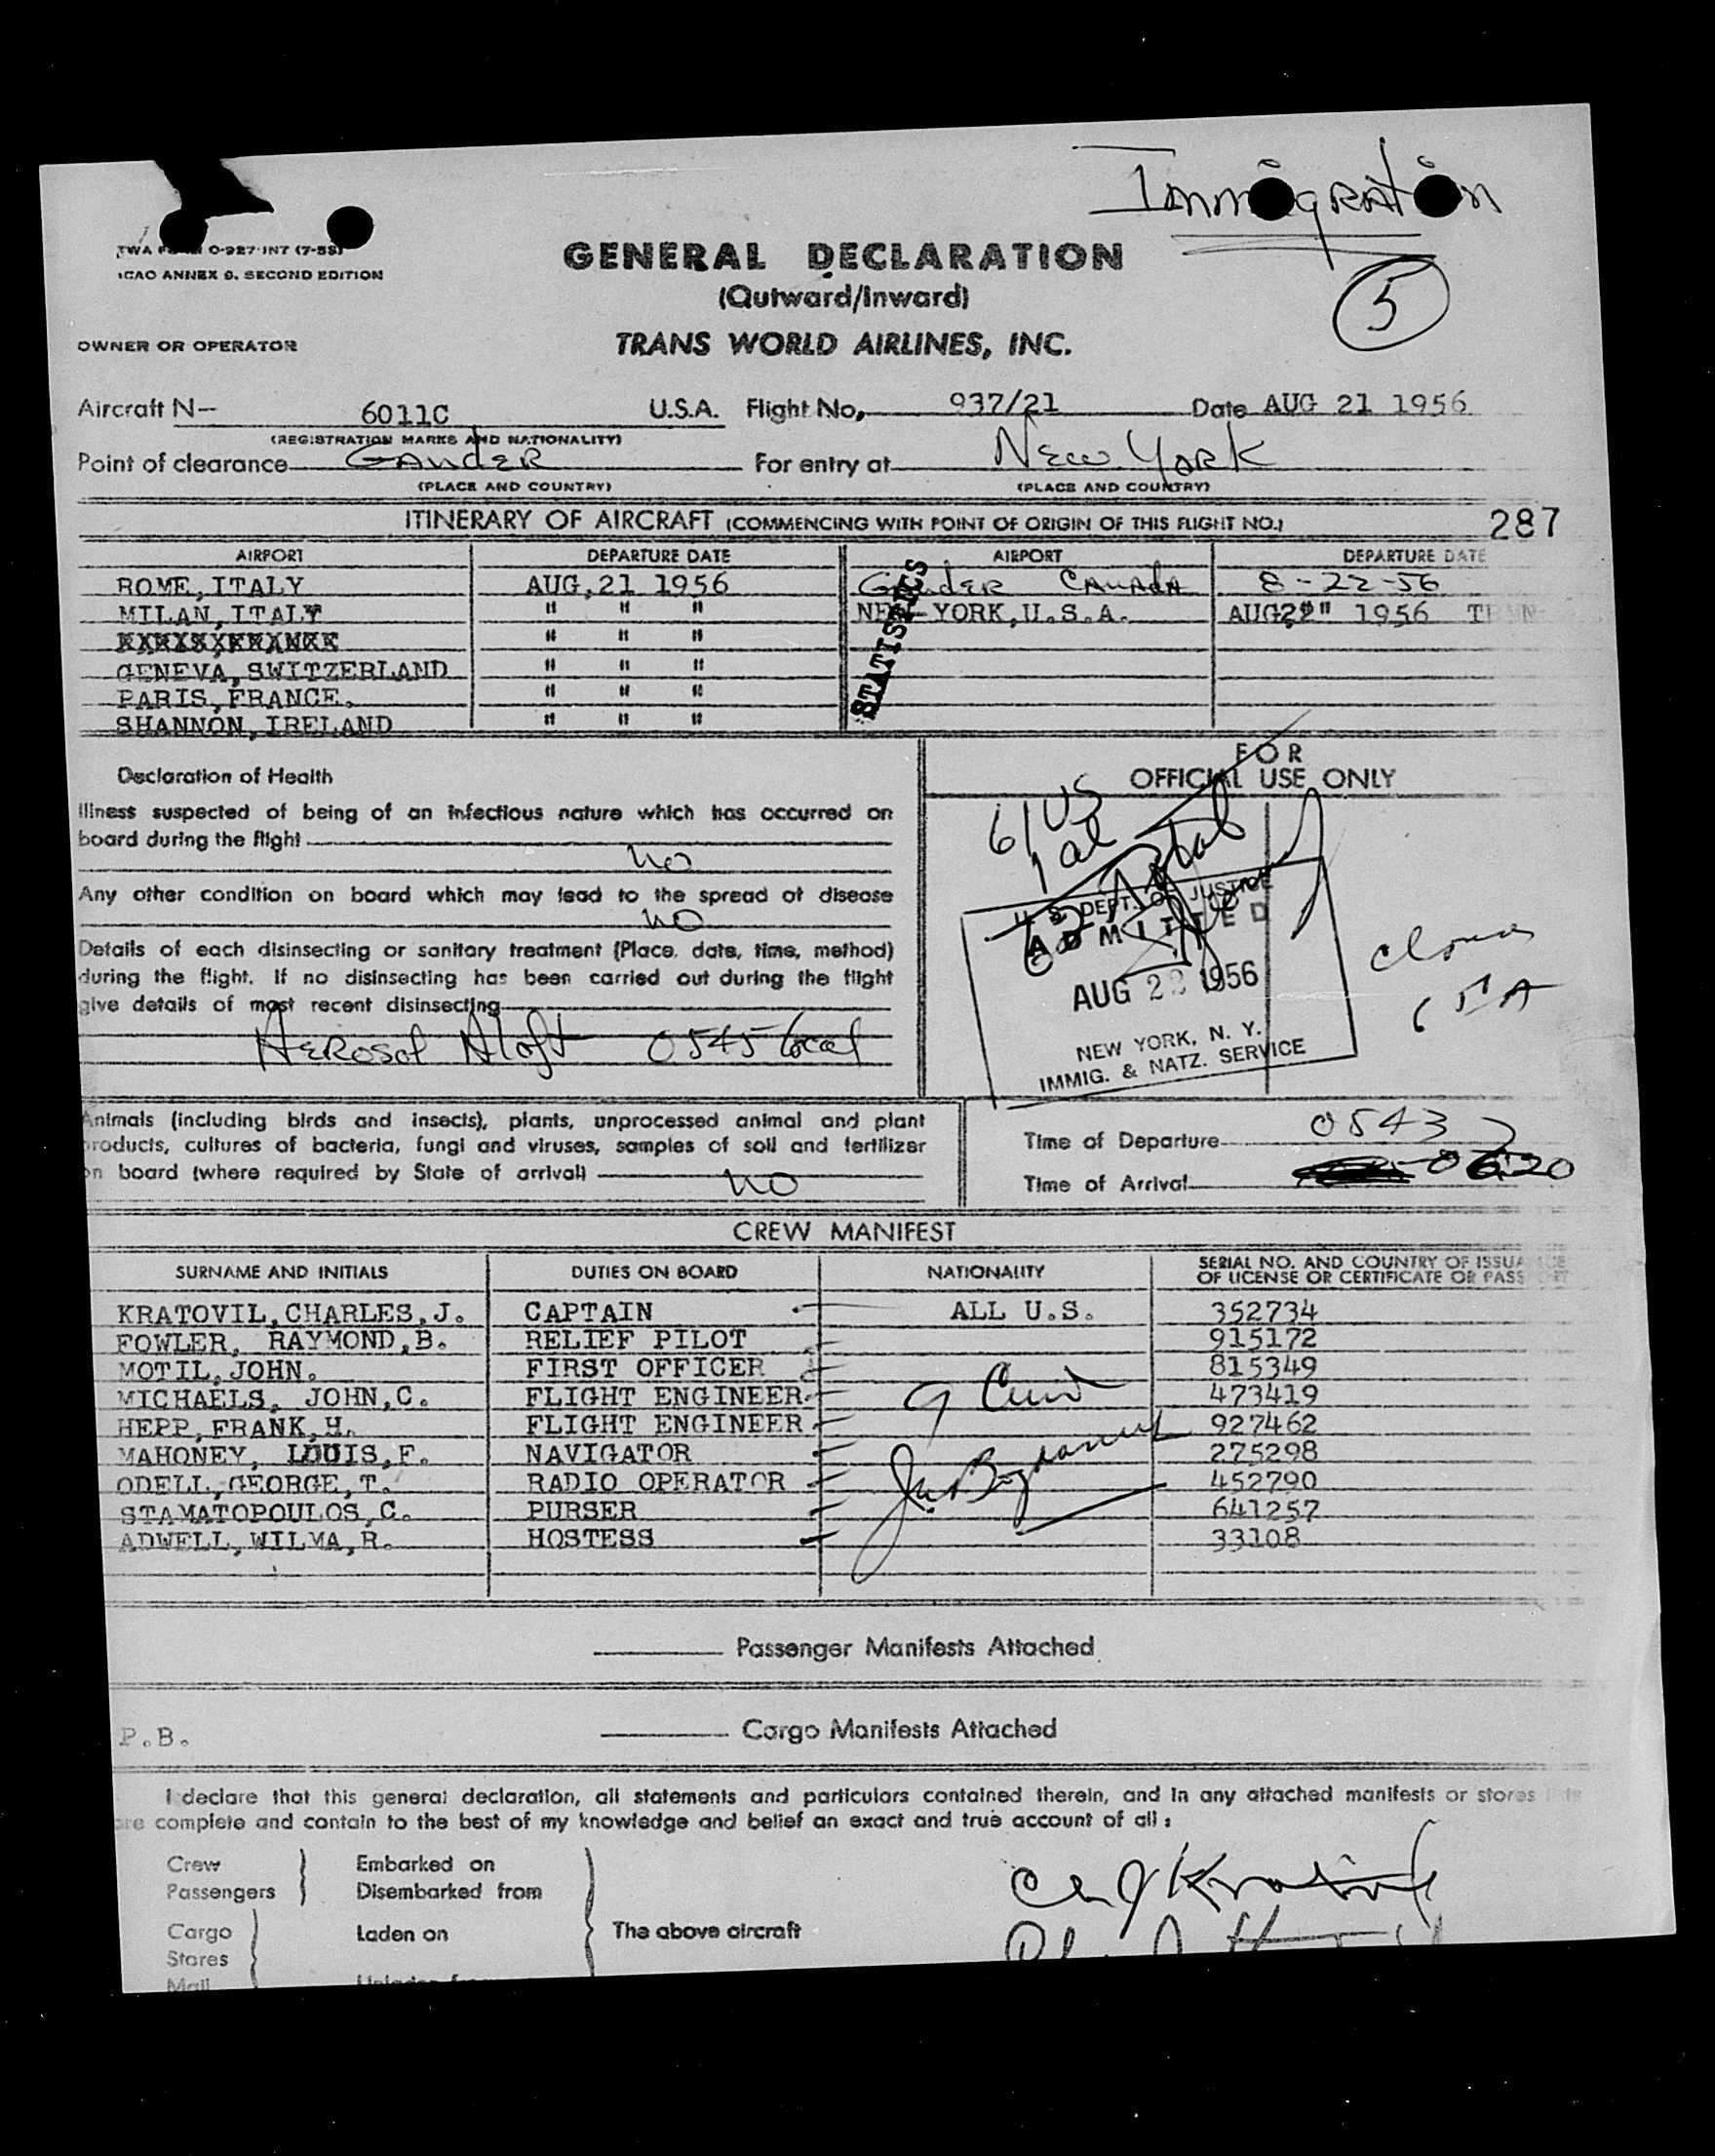 Immigration
5
TWA FORM O-927-INT (7-55)
ICAO ANNEX 9. SECOND EDITION
GENERAL DECLARATION
(Outward/Inward)
OWNER OR OPERATOR
TRANS WORLD AIRLINES, INC.
Aircraft N- 6011C U.S.A. Flight No. 937/21 Date AUG 21 1956
(REGISTRATION MARKS AND NATIONALITY)
Point of clearance GANDER For entry at NEW YORK
(PLACE AND COUNTRY) (PLACE AND COUNTRY)
ITINERARY OF AIRCRAFT (COMMENCING WITH POINT OF ORIGIN OF THIS FLIGHT NO.) 287
AIRPORT DEPARTURE DATE AIRPORT DEPARTURE DATE
ROME, ITALY AUG, 21 1956 Gander CANADA 8-22-56
MILAN, ITALY " " " NEW YORK, U.S.A. AUG 22" 1956
" " "
GENEVA, SWITZERLAND " " "
PARIS, FRANCE. " " "
SHANNON, IRELAND " " "
STATISTICS
Declaration of Health
FOR
OFFICIAL USE ONLY
Illness suspected of being of an infectious nature which has occurred on
board during the flight
no
Any other condition on board which may lead to the spread of disease
no
Details of each disinsecting or sanitary treatment (Place, date, time, method)
during the flight. If no disinsecting has been carried out during the flight
give details of most recent disinsecting
Aerosol Aloft 0545 local
61 US
1 al
U. S. DEPT. OF JUSTICE
ADMITTED
AUG 22 1956
NEW YORK, N. Y.
IMMIG. & NATZ. SERVICE
Animals (including birds and insects), plants, unprocessed animal and plant
products, cultures of bacteria, fungi and viruses, samples of soil and fertilizer
on board (where required by State of arrival) NO
Time of Departure 0543
Time of Arrival 0620
CREW MANIFEST
SURNAME AND INITIALS DUTIES ON BOARD NATIONALITY SERIAL NO. AND COUNTRY OF ISSUANCE
OF LICENSE OR CERTIFICATE OR PASSPORT
KRATOVIL, CHARLES, J. CAPTAIN ALL U.S. 352734
FOWLER, RAYMOND, B. RELIEF PILOT 915172
MOTIL, JOHN. FIRST OFFICER 815349
MICHAELS, JOHN, C. FLIGHT ENGINEER 473419
HEPP, FRANK, H. FLIGHT ENGINEER 927462
MAHONEY, LOUIS, F. NAVIGATOR 275298
ODELL, GEORGE, T. RADIO OPERATOR 452790
STAMATOPOULOS, C. PURSER 641257
ADWELL, WILMA, R. HOSTESS 33108
Passenger Manifests Attached
P.B. Cargo Manifests Attached
I declare that this general declaration, all statements and particulars contained therein, and in any attached manifests or stores lists
are complete and contain to the best of my knowledge and belief an exact and true account of all :
Crew Embarked on
Passengers Disembarked from
Cargo Laden on The above aircraft
Stores
Mail